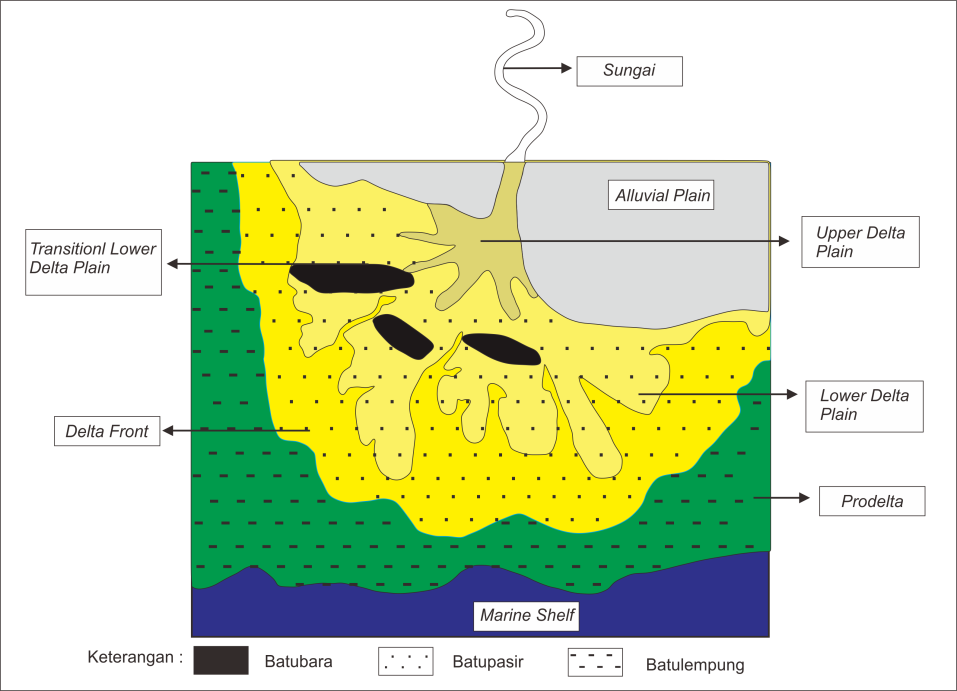 Sungai
Alluvial Plain
Upper Delta
Plain
Transitionl Lower
Delta Plain
Lower Delta
Plain
Delta Front
Prodelta
Marine Shelf
Keterangan :
Batubara
Batupasir
Batulempung